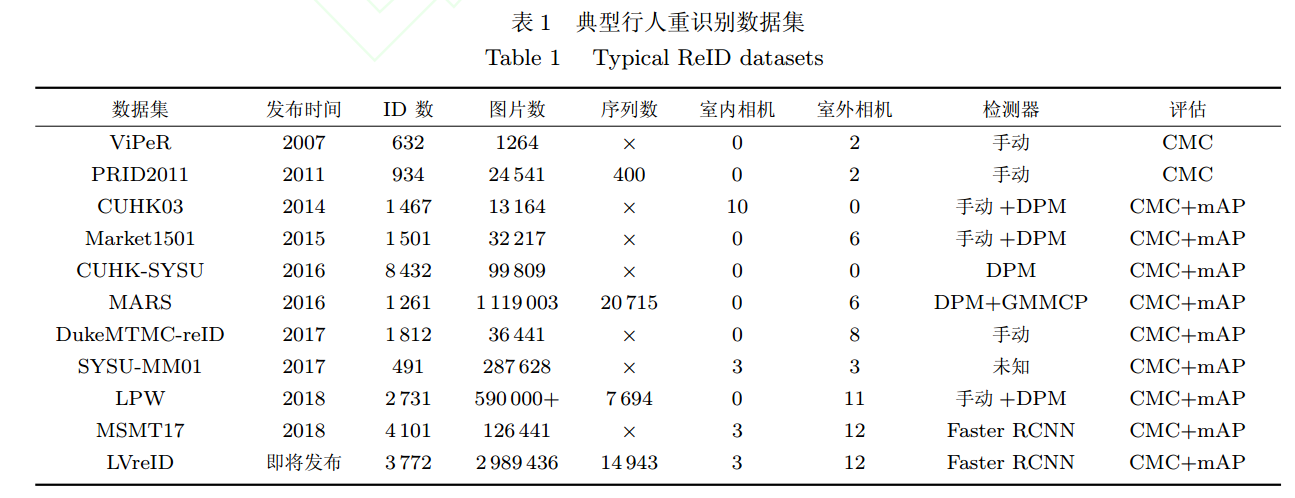 表 1 典型行人重识别数据集
Table 1 Typical ReID datasets
数据集 发布时间 ID 数 图片数 序列数 室内相机 室外相机 检测器 评估
ViPeR 2007 632 1264 × 0 2 手动 CMC
PRID2011 2011 934 24 541 400 0 2 手动 CMC
CUHK03 2014 1 467 13 164 × 10 0 手动 +DPM CMC+mAP
Market1501 2015 1 501 32 217 × 0 6 手动 +DPM CMC+mAP
CUHK-SYSU 2016 8 432 99 809 × 0 0 DPM CMC+mAP
MARS 2016 1 261 1 119 003 20 715 0 6 DPM+GMMCP CMC+mAP
DukeMTMC-reID 2017 1 812 36 441 × 0 8 手动 CMC+mAP
SYSU-MM01 2017 491 287 628 × 3 3 未知 CMC+mAP
LPW 2018 2 731 590 000+ 7 694 0 11 手动 +DPM CMC+mAP
MSMT17 2018 4 101 126 441 × 3 12 Faster RCNN CMC+mAP
LVreID 即将发布 3 772 2 989 436 14 943 3 12 Faster RCNN CMC+mAP